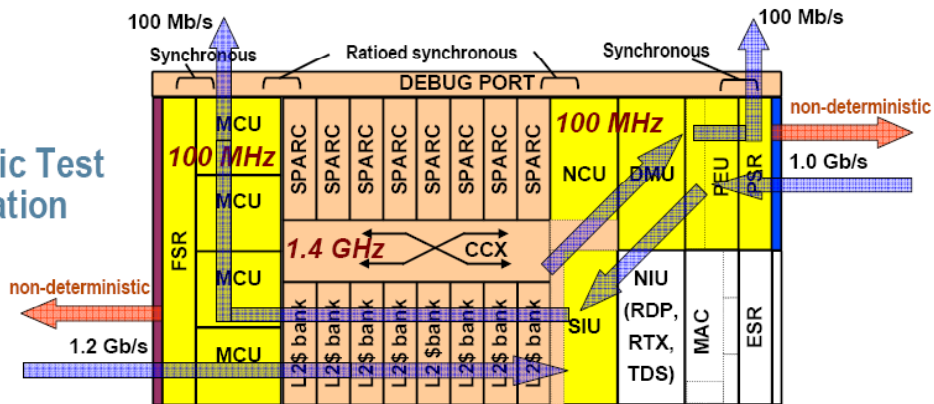 100 Mb/s
100 Mb/s
Synchronous
Ratioed synchronous
Synchronous
DEBUG PORT
ic Test
ation
FSR
MCU
100 MHz
MCU
MCU
MCU
SPARC
SPARC
SPARC
SPARC
SPARC
SPARC
SPARC
SPARC
1.4 GHz
CCX
L2$ bank
L2$ bank
L2$ bank
L2$ bank
L2$ bank
L2$ bank
L2$ bank
L2$ bank
100 MHz
NCU
DMU
PEU
PSR
SIU
NIU
(RDP,
RTX,
TDS)
MAC
ESR
non-deterministic
1.0 Gb/s
non-deterministic
1.2 Gb/s